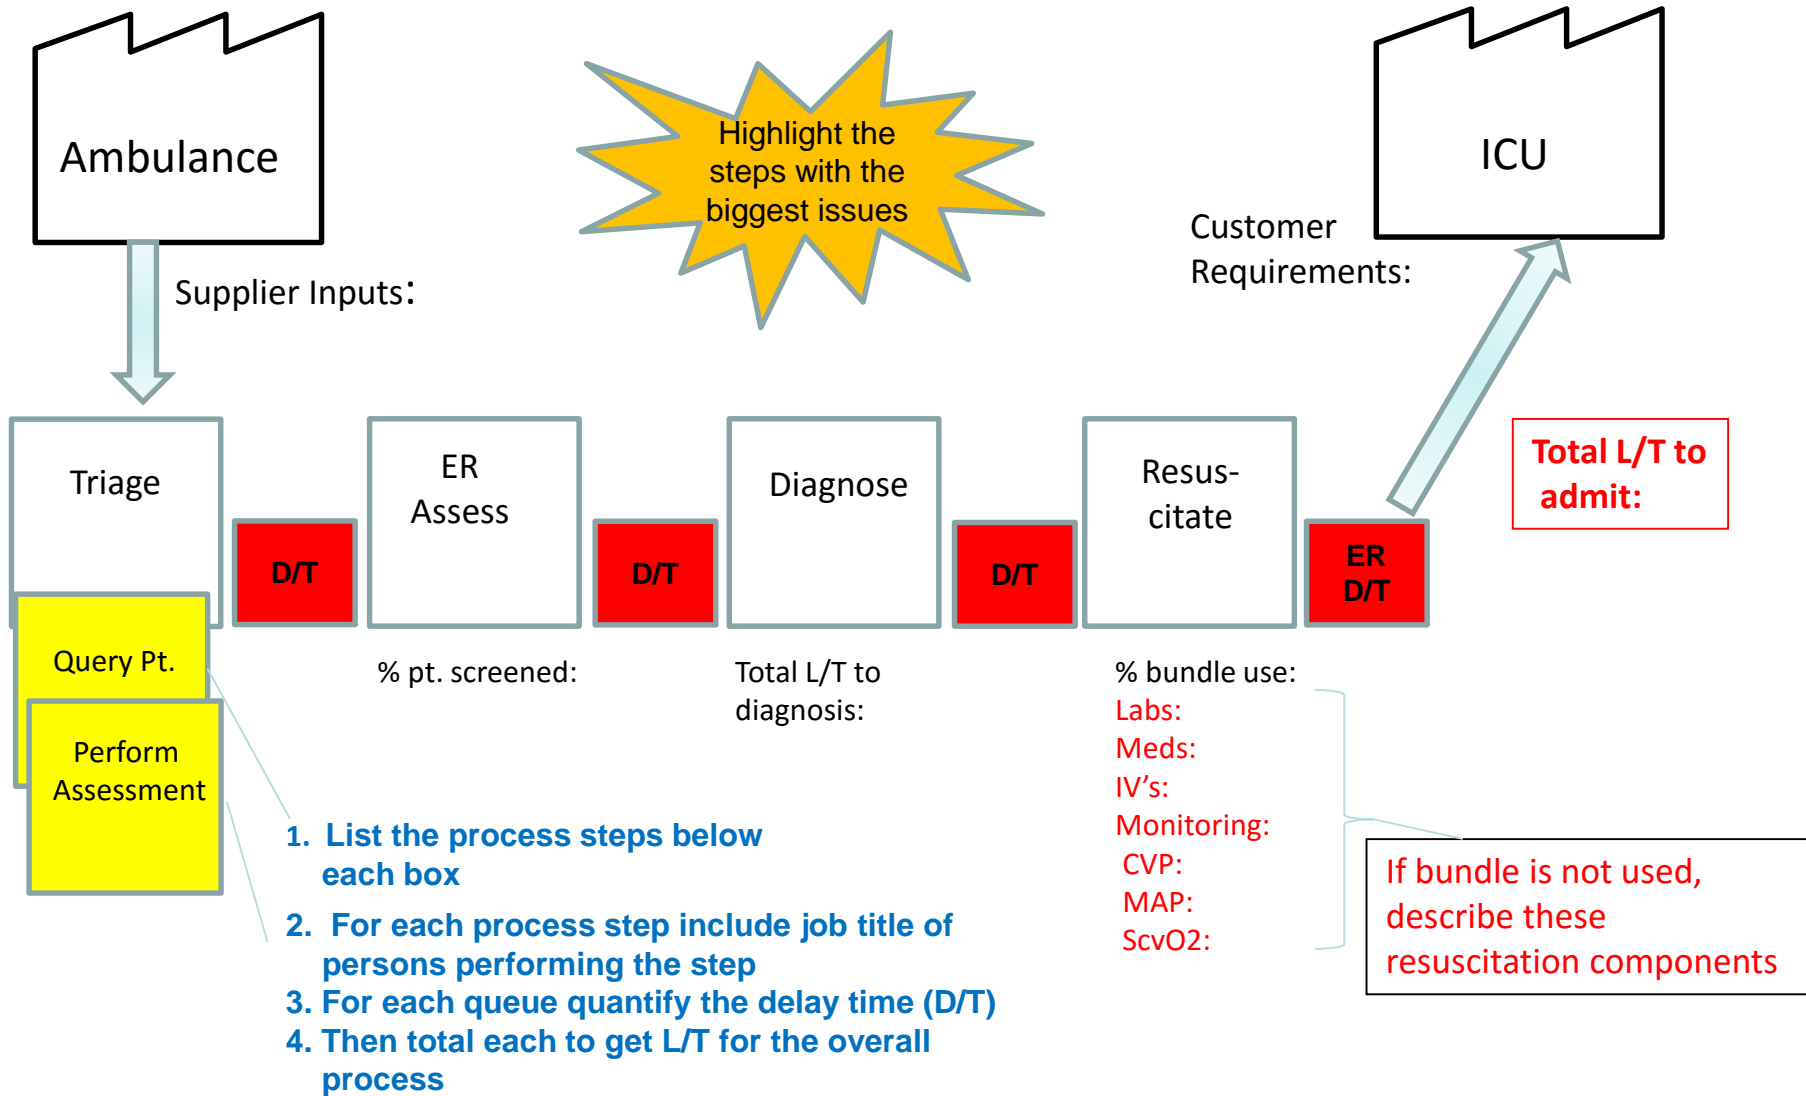 Ambulance
Highlight the
steps with the
biggest issues
ICU
Customer
Requirements:
Supplier Inputs:
Triage
ER
Assess
Diagnose
Resus-
citate
Total L/T to
admit:
D/T
D/T
D/T
ER
D/T
Query Pt.
Perform
Assessment
% pt. screened:
Total L/T to
diagnosis:
% bundle use:
Labs:
Meds:
IV’s:
Monitoring:
CVP:
MAP:
ScvO2:
If bundle is not used,
describe these
resuscitation components
1. List the process steps below
each box
2. For each process step include job title of
persons performing the step
3. For each queue quantify the delay time (D/T)
4. Then total each to get L/T for the overall
process